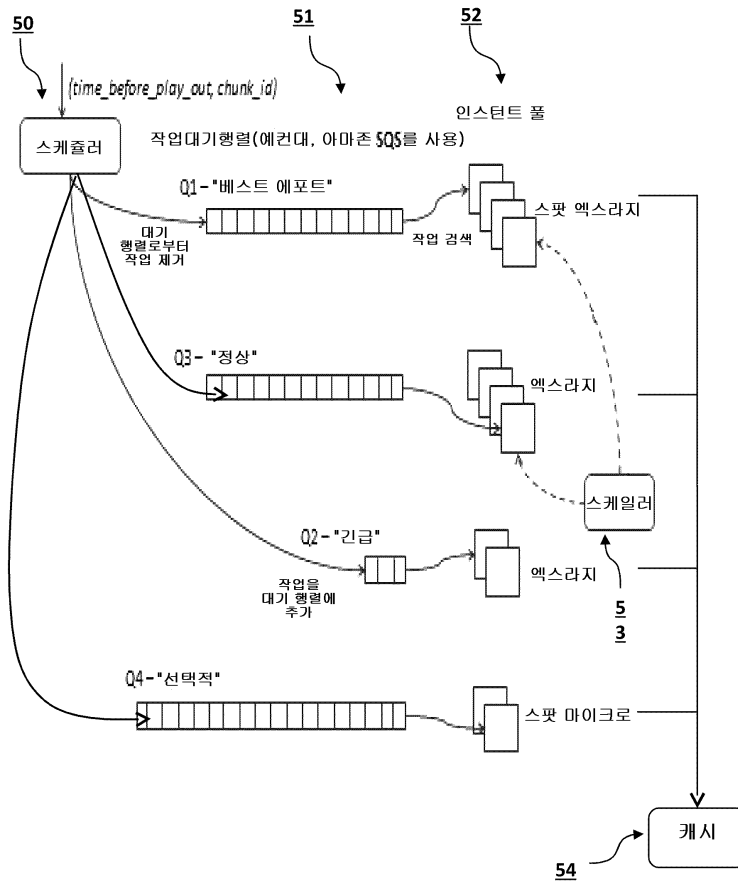 50
51
52
(time_before_play_out, chunk_id)
인스턴트 풀
스케쥴러
작업대기행렬(예컨대, 아마존 SQS를 사용)
Q1-"베스트 에포트"
스팟 엑스라지
대기
행렬로부터
작업 제거
작업 검색
Q3- "정상"
엑스라지
스케일러
Q2-"긴급"
엑스라지
작업을
대기 행렬에
추가
5
3
Q4-"선택적"
스팟 마이크로
캐시
54